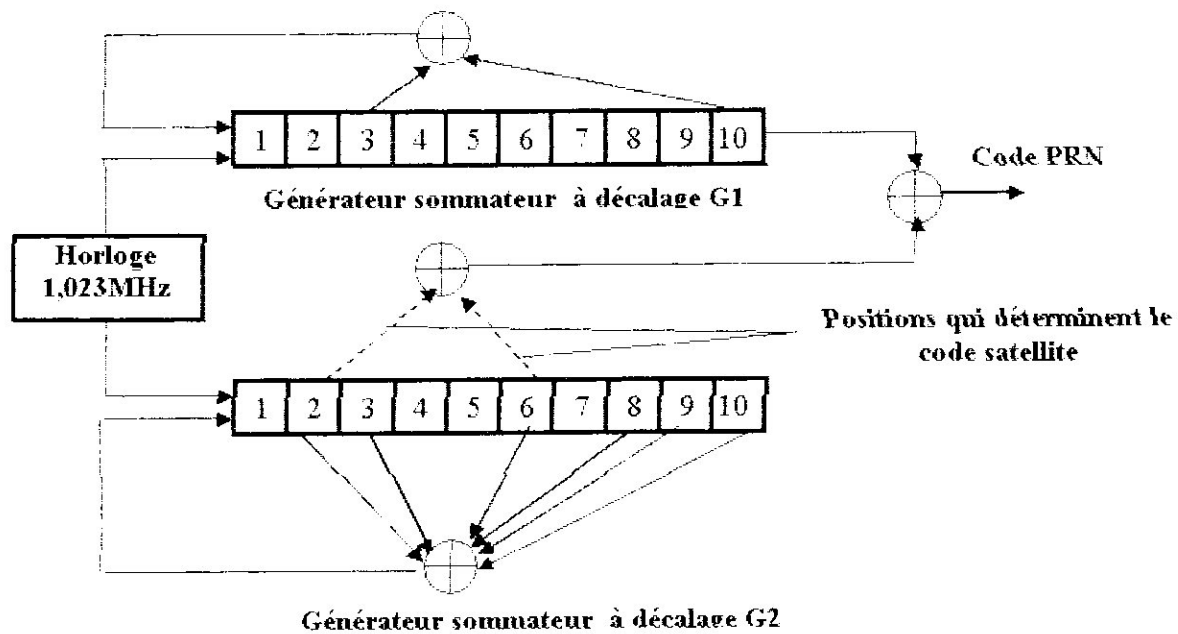 1 2 3 4 5 6 7 8 9 10
Code PRN
Générateur sommateur à décalage G1
Horloge
1,023MHz
Positions qui déterminent le
code satellite
1 2 3 4 5 6 7 8 9 10
Générateur sommateur à décalage G2